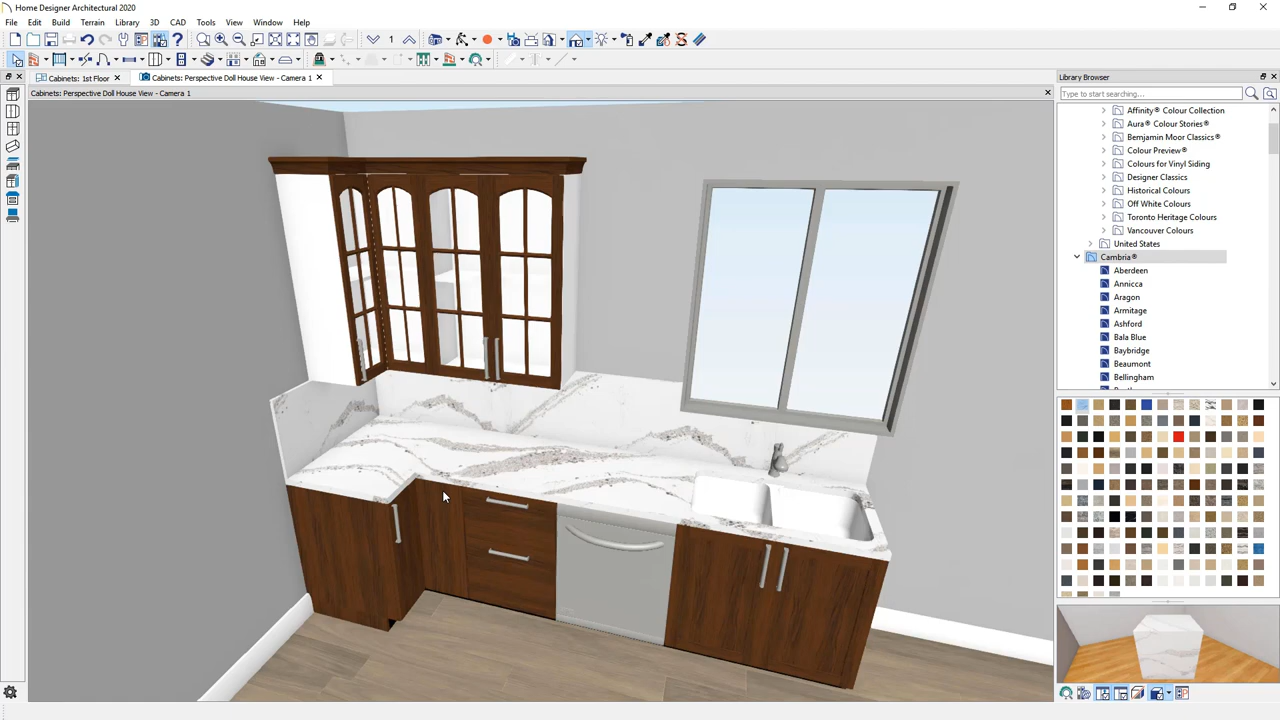 Home Designer Architectural 2020
File Edit Build Terrain Library 3D CAD Tools View Window Help
1
Cabinets: 1st Floor
Cabinets: Perspective Doll House View - Camera 1
Cabinets: Perspective Doll House View - Camera 1
Library Browser
Type to start searching...
Affinity® Colour Collection
Aura® Colour Stories®
Bemjamin Moor Classics®
Colour Preview®
Colours for Vinyl Siding
Designer Classics
Historical Colours
Off White Colours
Toronto Heritage Colours
Vancouver Colours
United States
Cambria®
Aberdeen
Annicca
Aragon
Armitage
Ashford
Bala Blue
Baybridge
Beaumont
Bellingham